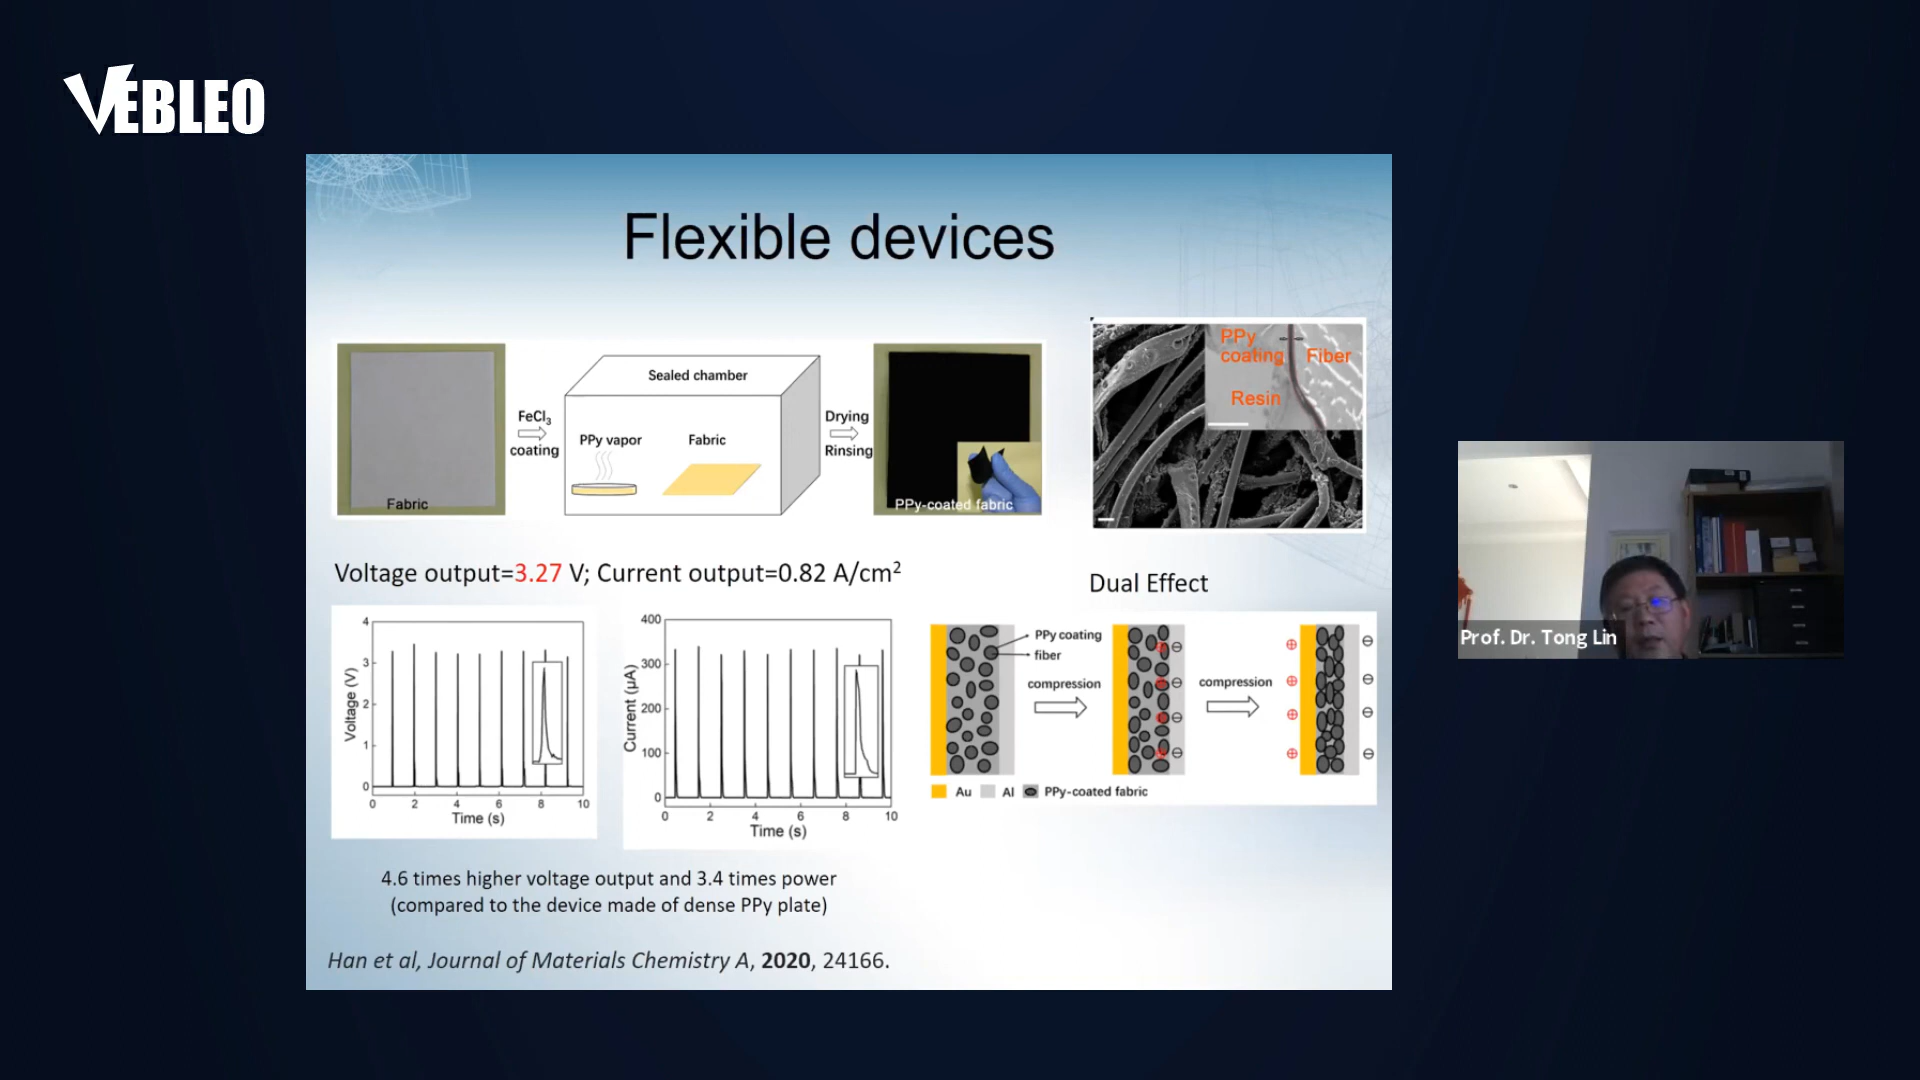 VEBLEO
Flexible devices
Fabric
FeCl3
coating
Sealed chamber
PPy vapor
Fabric
Drying
Rinsing
PPy-coated fabric
PPy
coating
Fiber
Resin
Voltage output=3.27 V; Current output=0.82 A/cm²
Dual Effect
Voltage (V)
4
3
2
1
0
0 2 4 6 8 10
Time (s)
Current (μA)
400
300
200
100
0
0 2 4 6 8 10
Time (s)
PPy coating
fiber
compression
compression
Au Al PPy-coated fabric
4.6 times higher voltage output and 3.4 times power
(compared to the device made of dense PPy plate)
Han et al, Journal of Materials Chemistry A, 2020, 24166.
Prof. Dr. Tong Lin